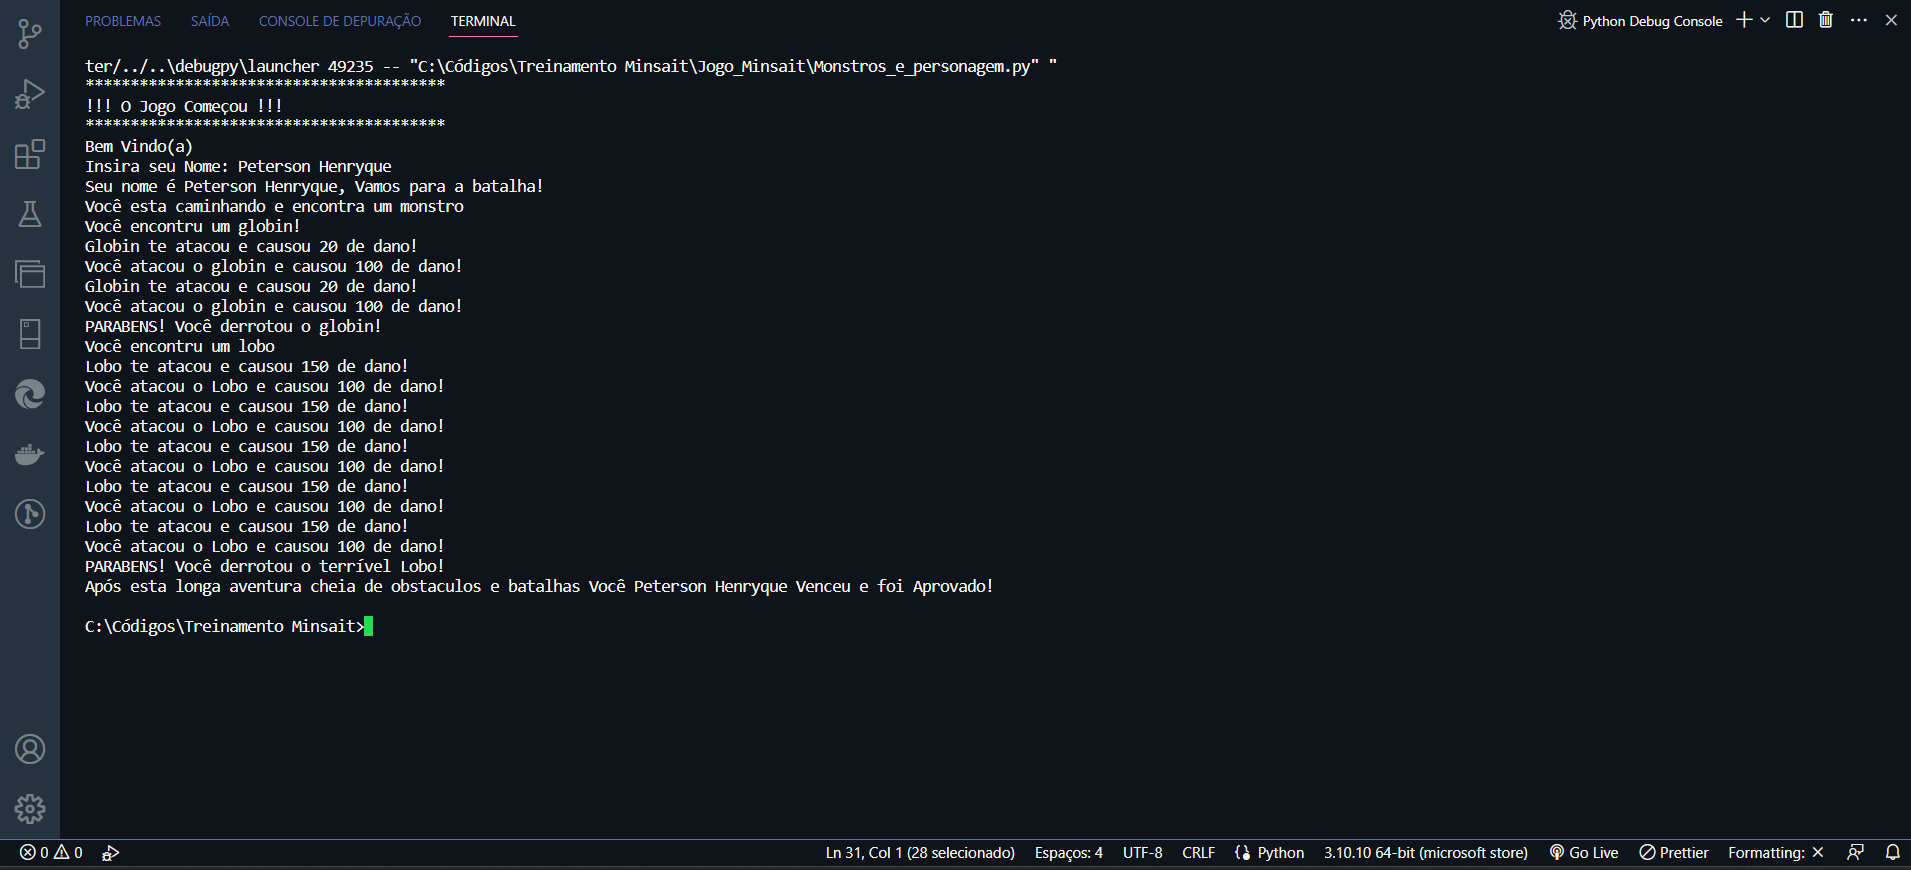 PROBLEMAS SAÍDA CONSOLE DE DEPURAÇÃO TERMINAL Python Debug Console
ter/../..\debugpy\launcher 49235 -- "C:\Códigos\Treinamento Minsait\Jogo_Minsait\Monstros_e_personagem.py" "
****************************************
!!! O Jogo Começou !!!
****************************************
Bem Vindo(a)
Insira seu Nome: Peterson Henryque
Seu nome é Peterson Henryque, Vamos para a batalha!
Você esta caminhando e encontra um monstro
Você encontru um globin!
Globin te atacou e causou 20 de dano!
Você atacou o globin e causou 100 de dano!
Globin te atacou e causou 20 de dano!
Você atacou o globin e causou 100 de dano!
PARABENS! Você derrotou o globin!
Você encontru um lobo
Lobo te atacou e causou 150 de dano!
Você atacou o Lobo e causou 100 de dano!
Lobo te atacou e causou 150 de dano!
Você atacou o Lobo e causou 100 de dano!
Lobo te atacou e causou 150 de dano!
Você atacou o Lobo e causou 100 de dano!
Lobo te atacou e causou 150 de dano!
Você atacou o Lobo e causou 100 de dano!
Lobo te atacou e causou 150 de dano!
Você atacou o Lobo e causou 100 de dano!
PARABENS! Você derrotou o terrível Lobo!
Após esta longa aventura cheia de obstaculos e batalhas Você Peterson Henryque Venceu e foi Aprovado!
C:\Códigos\Treinamento Minsait>
0 0 Ln 31, Col 1 (28 selecionado) Espaços: 4 UTF-8 CRLF Python 3.10.10 64-bit (microsoft store) Go Live Prettier Formatting: